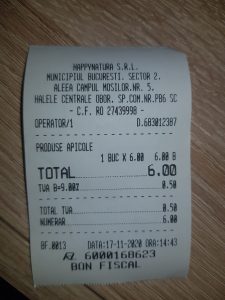 HAPPYNATURA S.R.L.
MUNICIPIUL BUCURESTI. SECTOR 2.
ALEEA CAMPUL MOSILOR.NR. 5.
HALELE CENTRALE OBOR. SP.COM.NR.PB6 SC
- C.F. RO 27439998 -
OPERATOR/1 D.683012387
PRODUSE APICOLE
1 BUC X 6.00 6.00 B
TOTAL 6.00
TVA B=9.00% 0.50
TOTAL TVA 0.50
NUMERAR 6.00
BF.0013 DATA:17-11-2020 ORA:14:43
6000168623
BON FISCAL